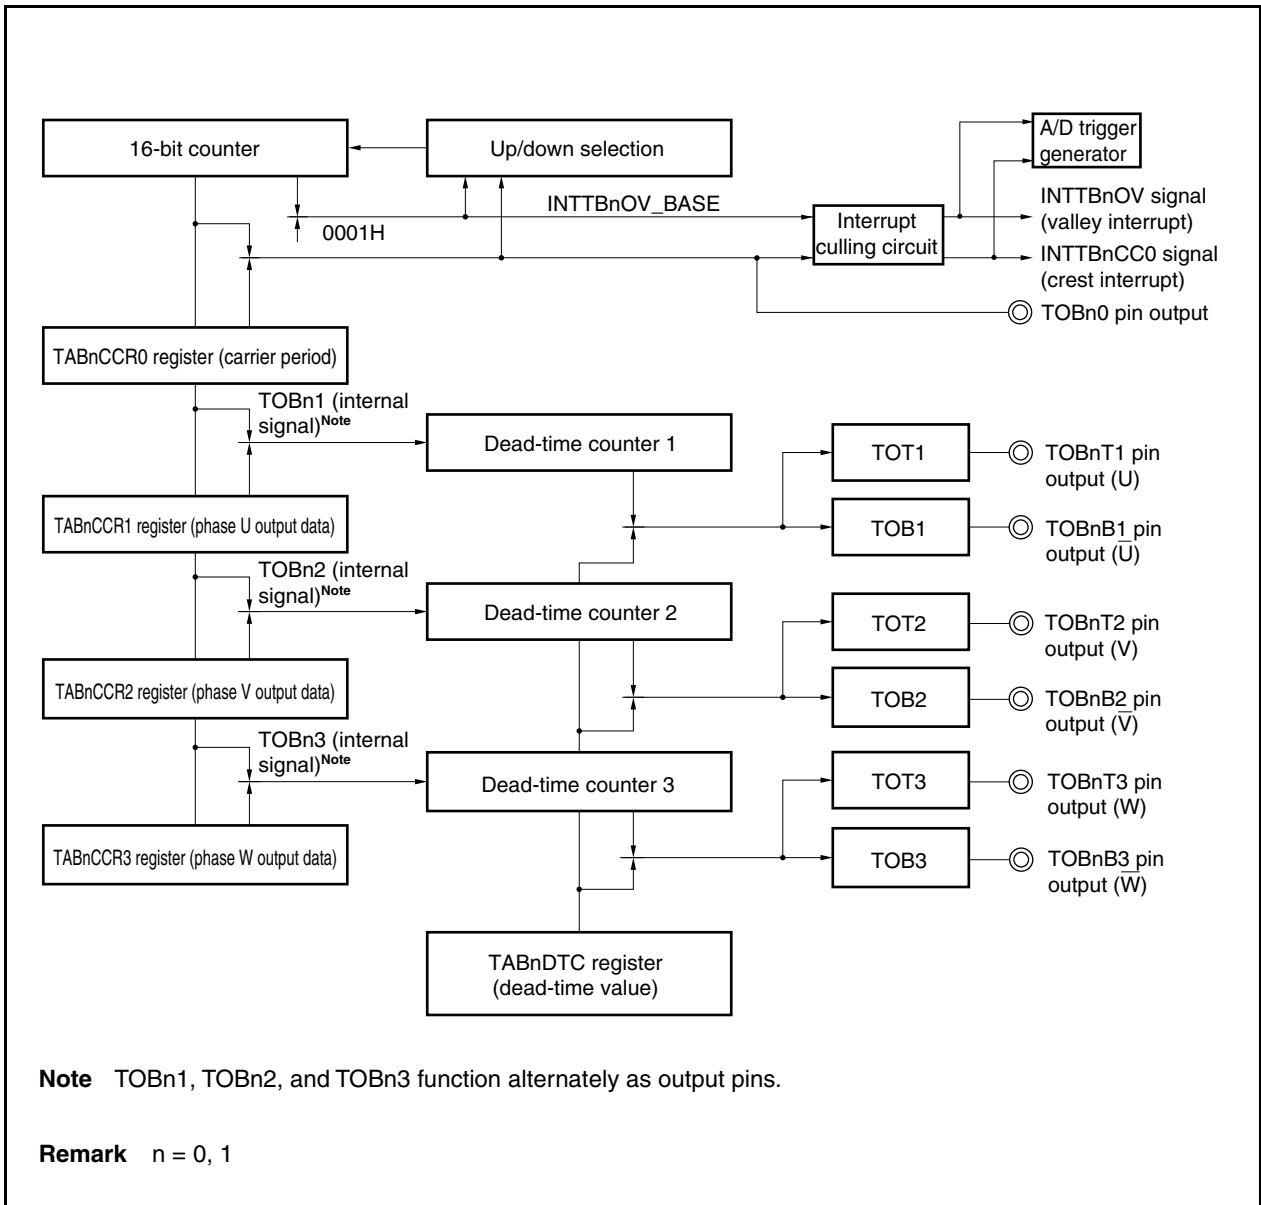 16-bit counter
Up/down selection
A/D trigger
generator
INTTBnOV_BASE
0001H
Interrupt
culling circuit
INTTBnOV signal
(valley interrupt)
INTTBnCC0 signal
(crest interrupt)
TOBn0 pin output
TABnCCR0 register (carrier period)
TOBn1 (internal
signal)Note
Dead-time counter 1
TOT1
TOBnT1 pin
output (U)
TABnCCR1 register (phase U output data)
TOB1
TOBnB1 pin
output (U̅)
TOBn2 (internal
signal)Note
Dead-time counter 2
TOT2
TOBnT2 pin
output (V)
TABnCCR2 register (phase V output data)
TOB2
TOBnB2 pin
output (V̅)
TOBn3 (internal
signal)Note
Dead-time counter 3
TOT3
TOBnT3 pin
output (W)
TABnCCR3 register (phase W output data)
TOB3
TOBnB3 pin
output (W̅)
TABnDTC register
(dead-time value)
Note TOBn1, TOBn2, and TOBn3 function alternately as output pins.
Remark n = 0, 1